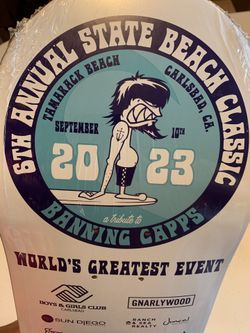 6TH ANNUAL STATE BEACH CLASSIC
TAMARACK BEACH
CARLSBAD, CA.
SEPTEMBER
10TH
20 23
a tribute to
BANNING CAPPS
WORLD'S GREATEST EVENT
BOYS & GIRLS CLUB
CARLSBAD
GNARLYWOOD
SUN DIEGO
RANCH
& SEA
REALTY